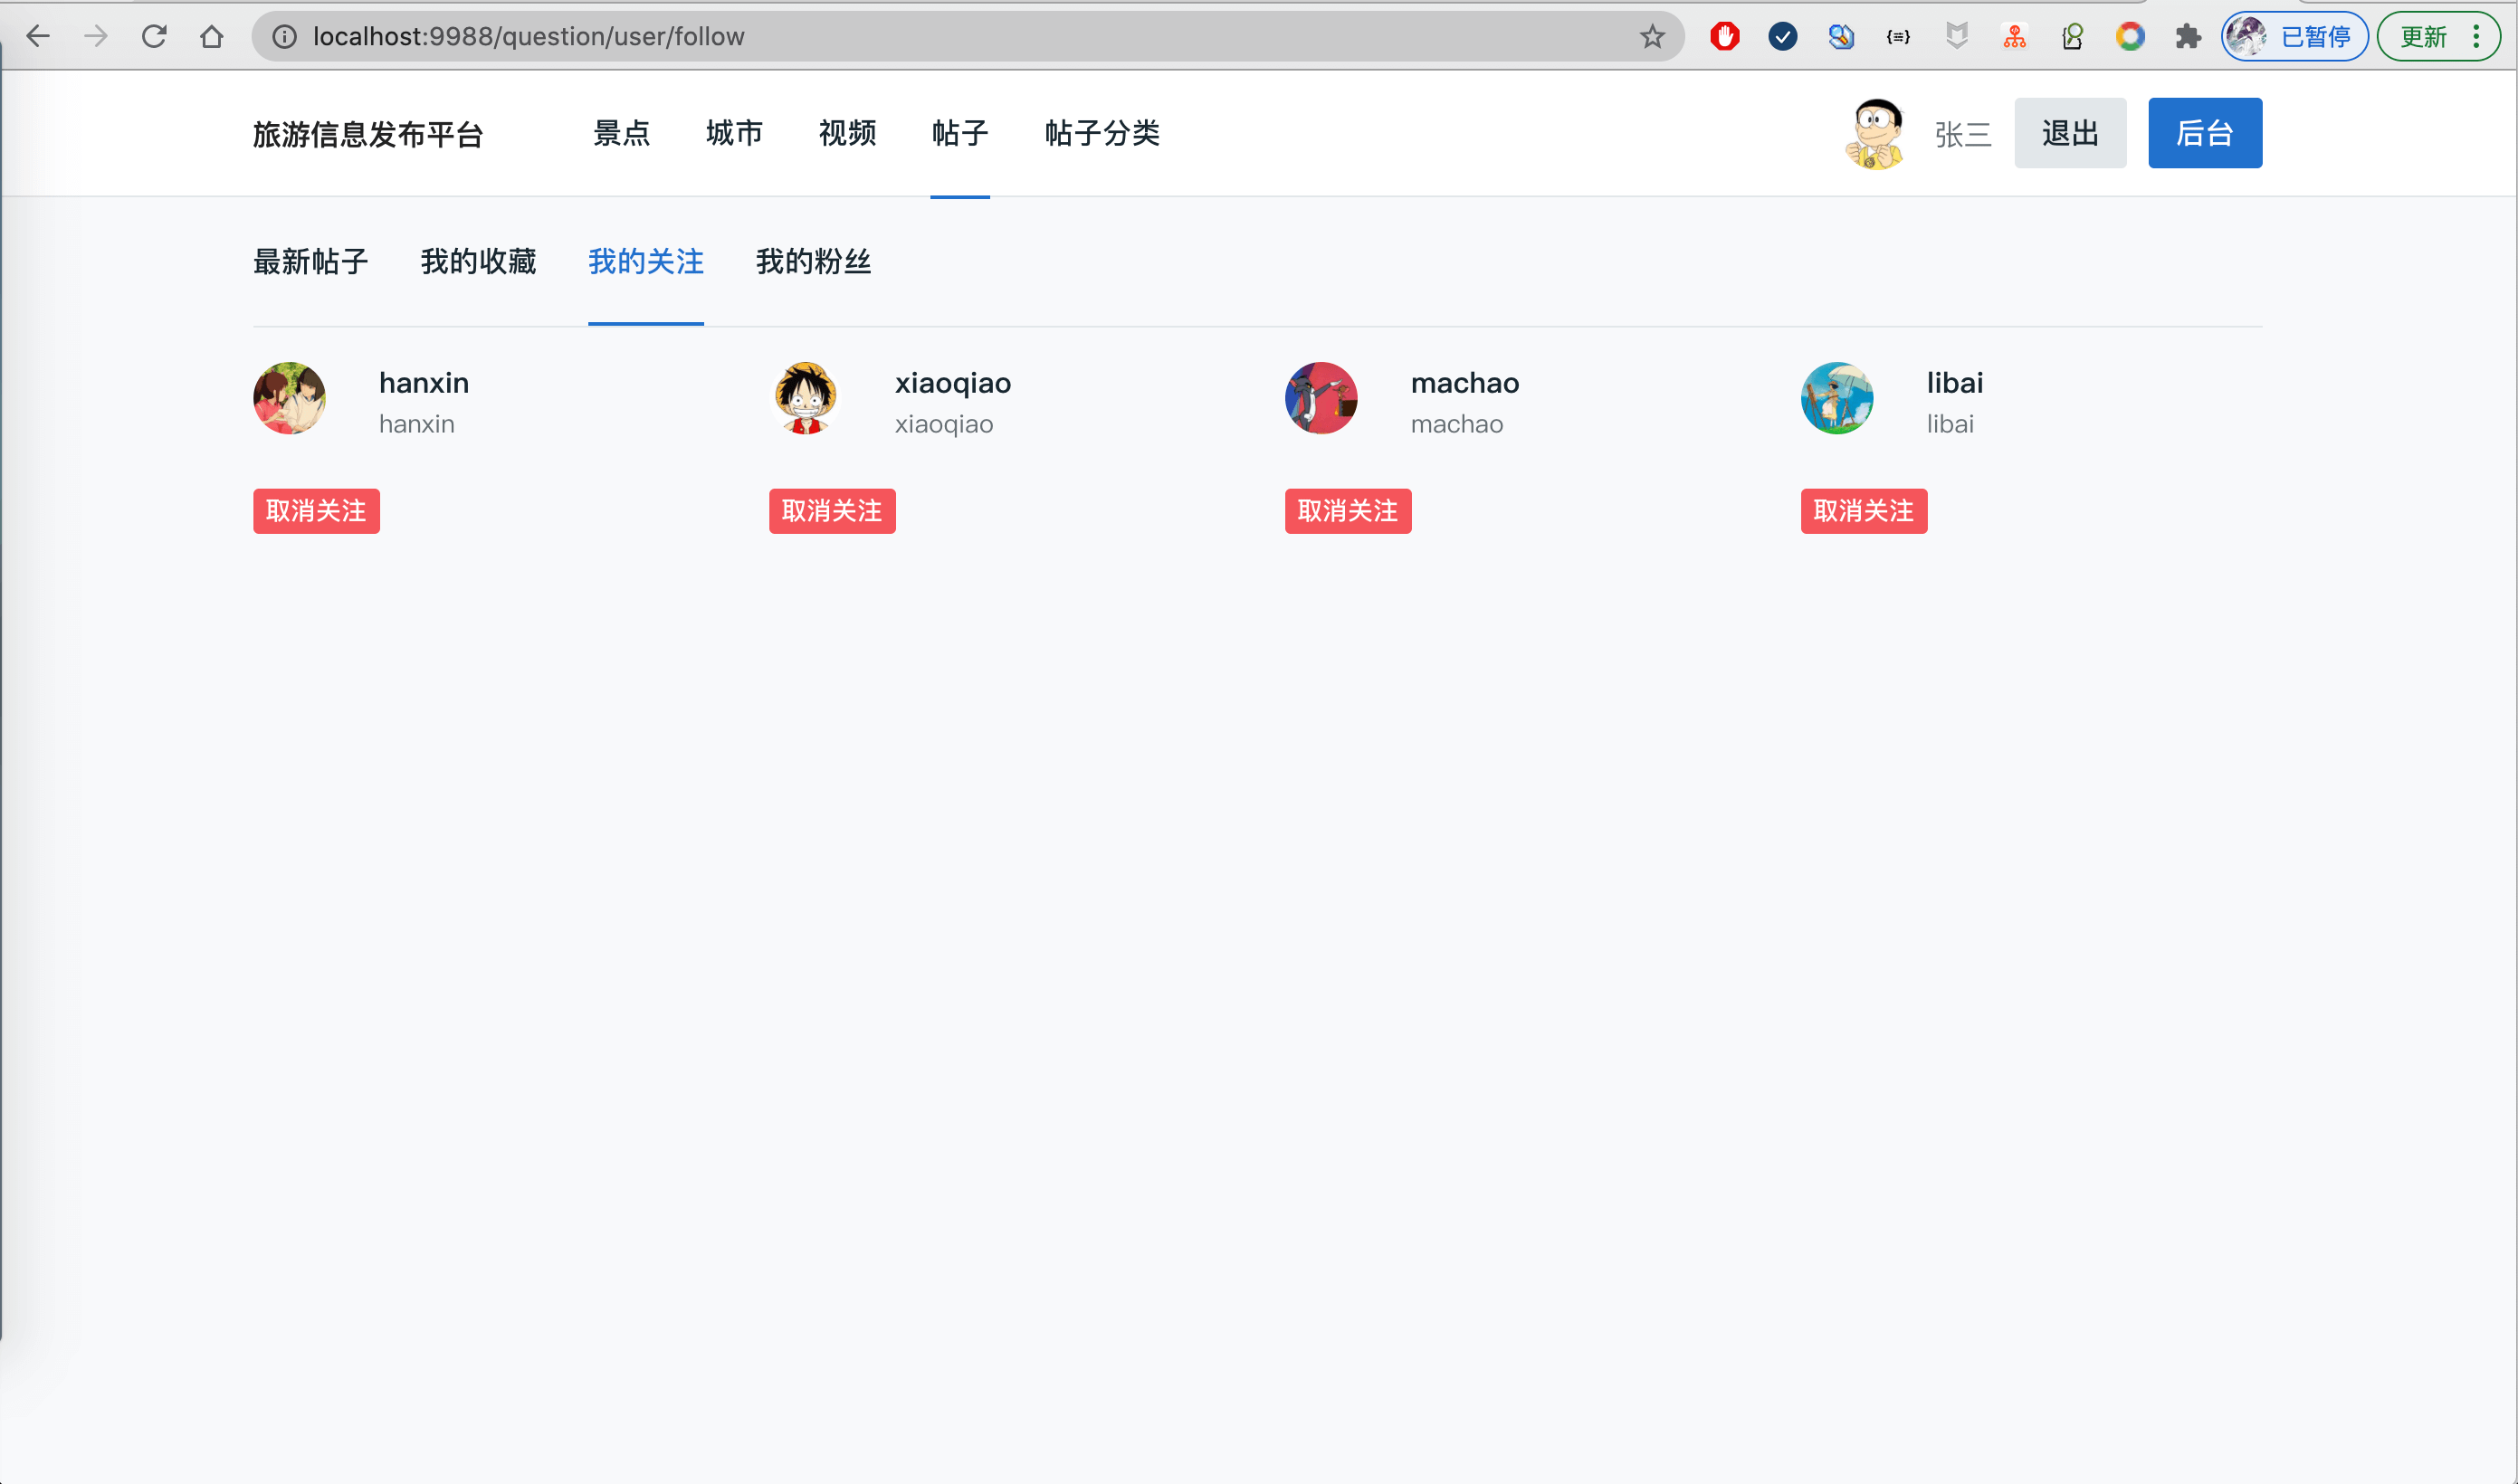 localhost:9988/question/user/follow
已暂停 更新
旅游信息发布平台 景点 城市 视频 帖子 帖子分类 张三 退出 后台
最新帖子 我的收藏 我的关注 我的粉丝
hanxin xiaoqiao machao libai
hanxin xiaoqiao machao libai
取消关注 取消关注 取消关注 取消关注